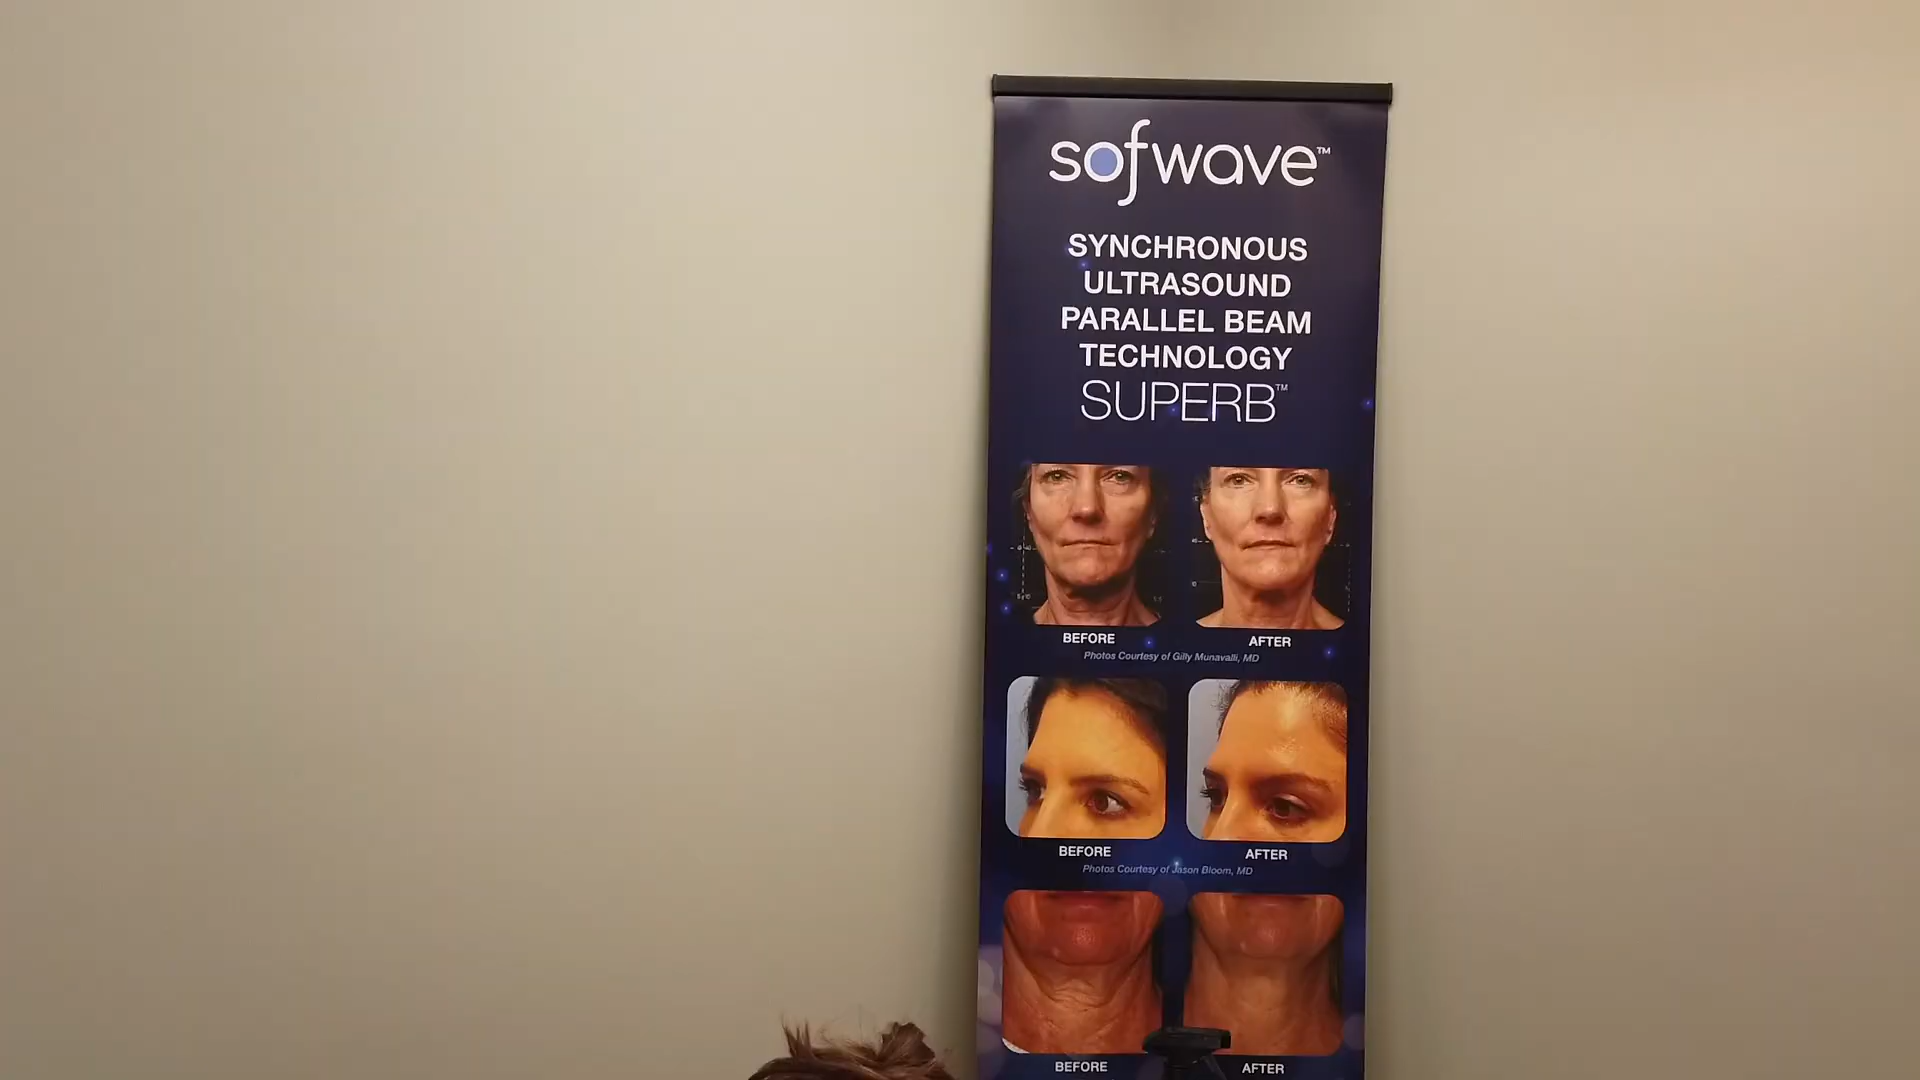 sofwave™
SYNCHRONOUS
ULTRASOUND
PARALLEL BEAM
TECHNOLOGY
SUPERB™
BEFORE
AFTER
Photos Courtesy of Gilly Munavalli, MD
BEFORE
AFTER
Photos Courtesy of Jason Bloom, MD
BEFORE
AFTER